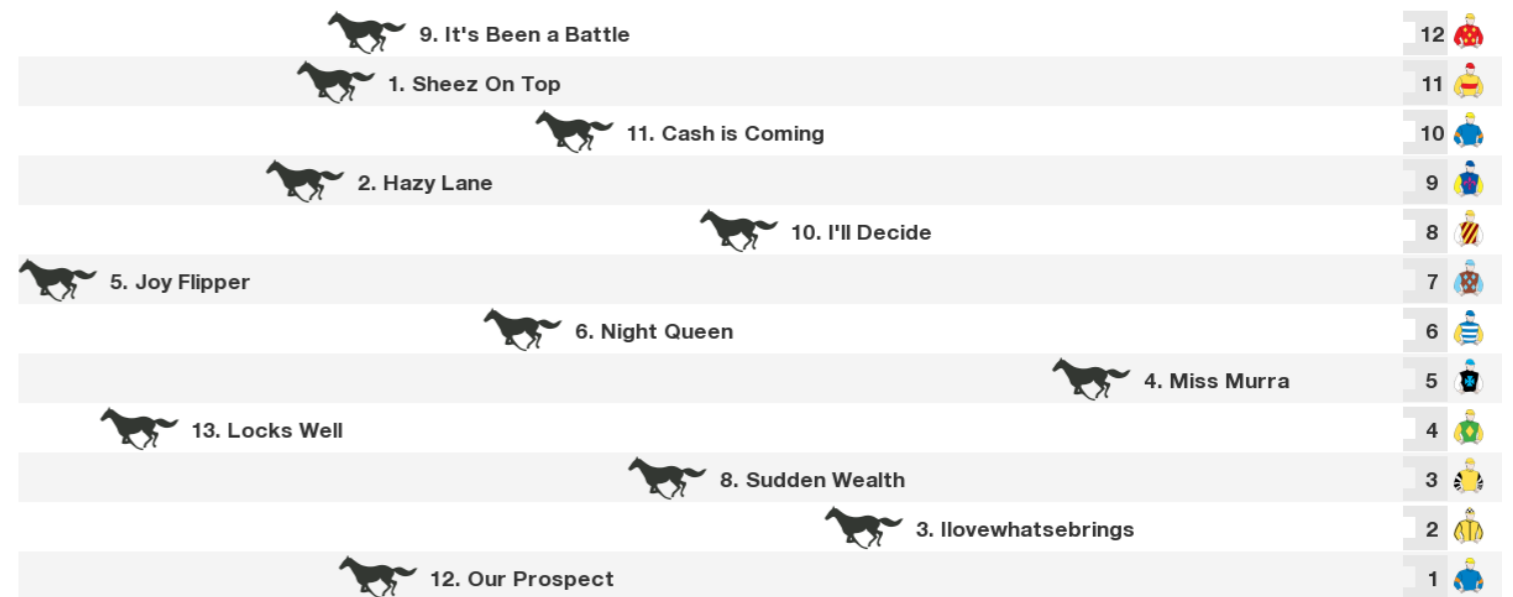 9. It's Been a Battle 12
1. Sheez On Top 11
11. Cash is Coming 10
2. Hazy Lane 9
10. I'll Decide 8
5. Joy Flipper 7
6. Night Queen 6
4. Miss Murra 5
13. Locks Well 4
8. Sudden Wealth 3
3. Ilovewhatsebrings 2
12. Our Prospect 1